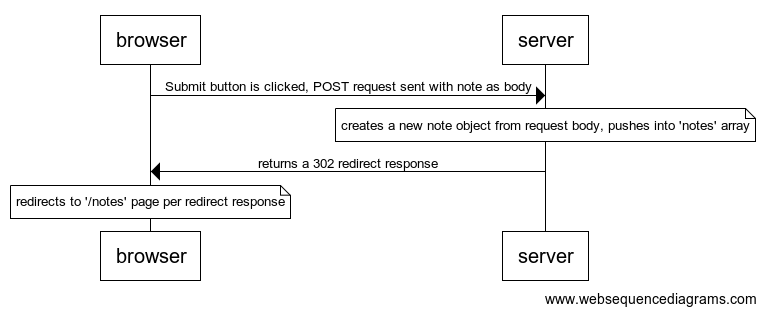 browser
server
Submit button is clicked, POST request sent with note as body
creates a new note object from request body, pushes into 'notes' array
returns a 302 redirect response
redirects to '/notes' page per redirect response
browser
server
www.websequencediagrams.com